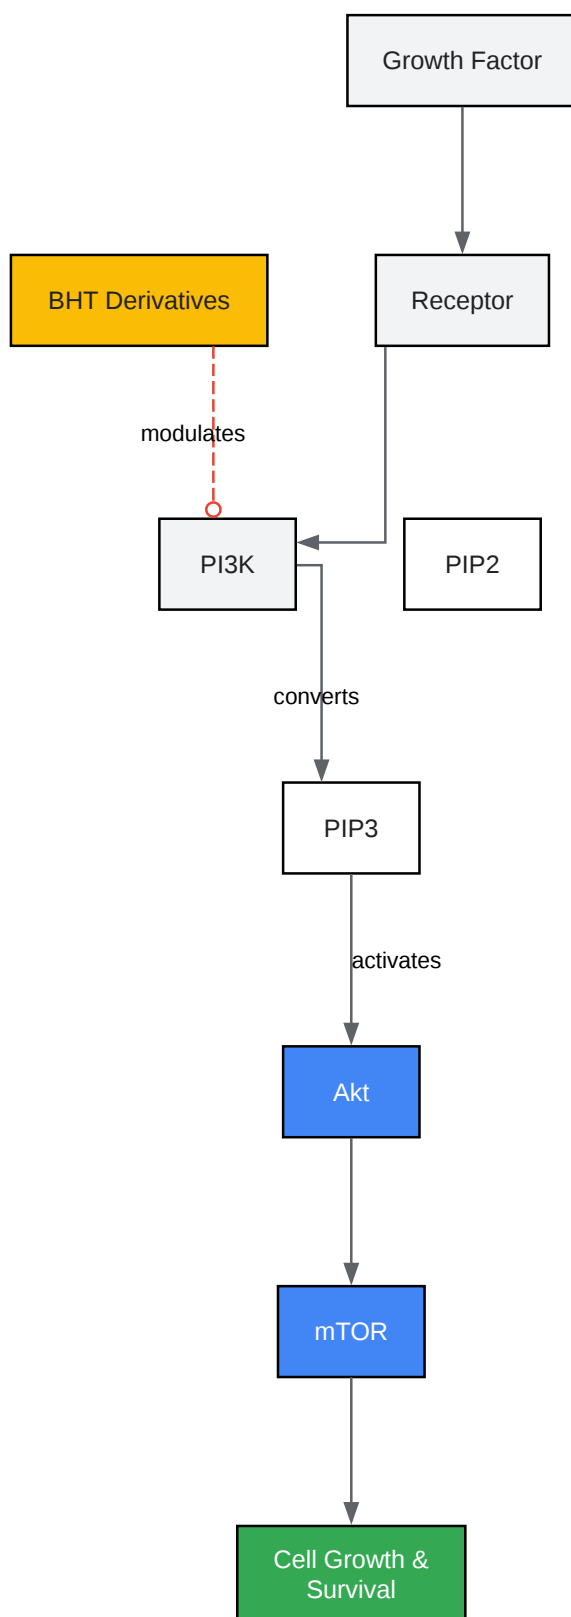 Growth Factor
BHT Derivatives
Receptor
modulates
PI3K
PIP2
converts
PIP3
activates
Akt
mTOR
Cell Growth &
Survival